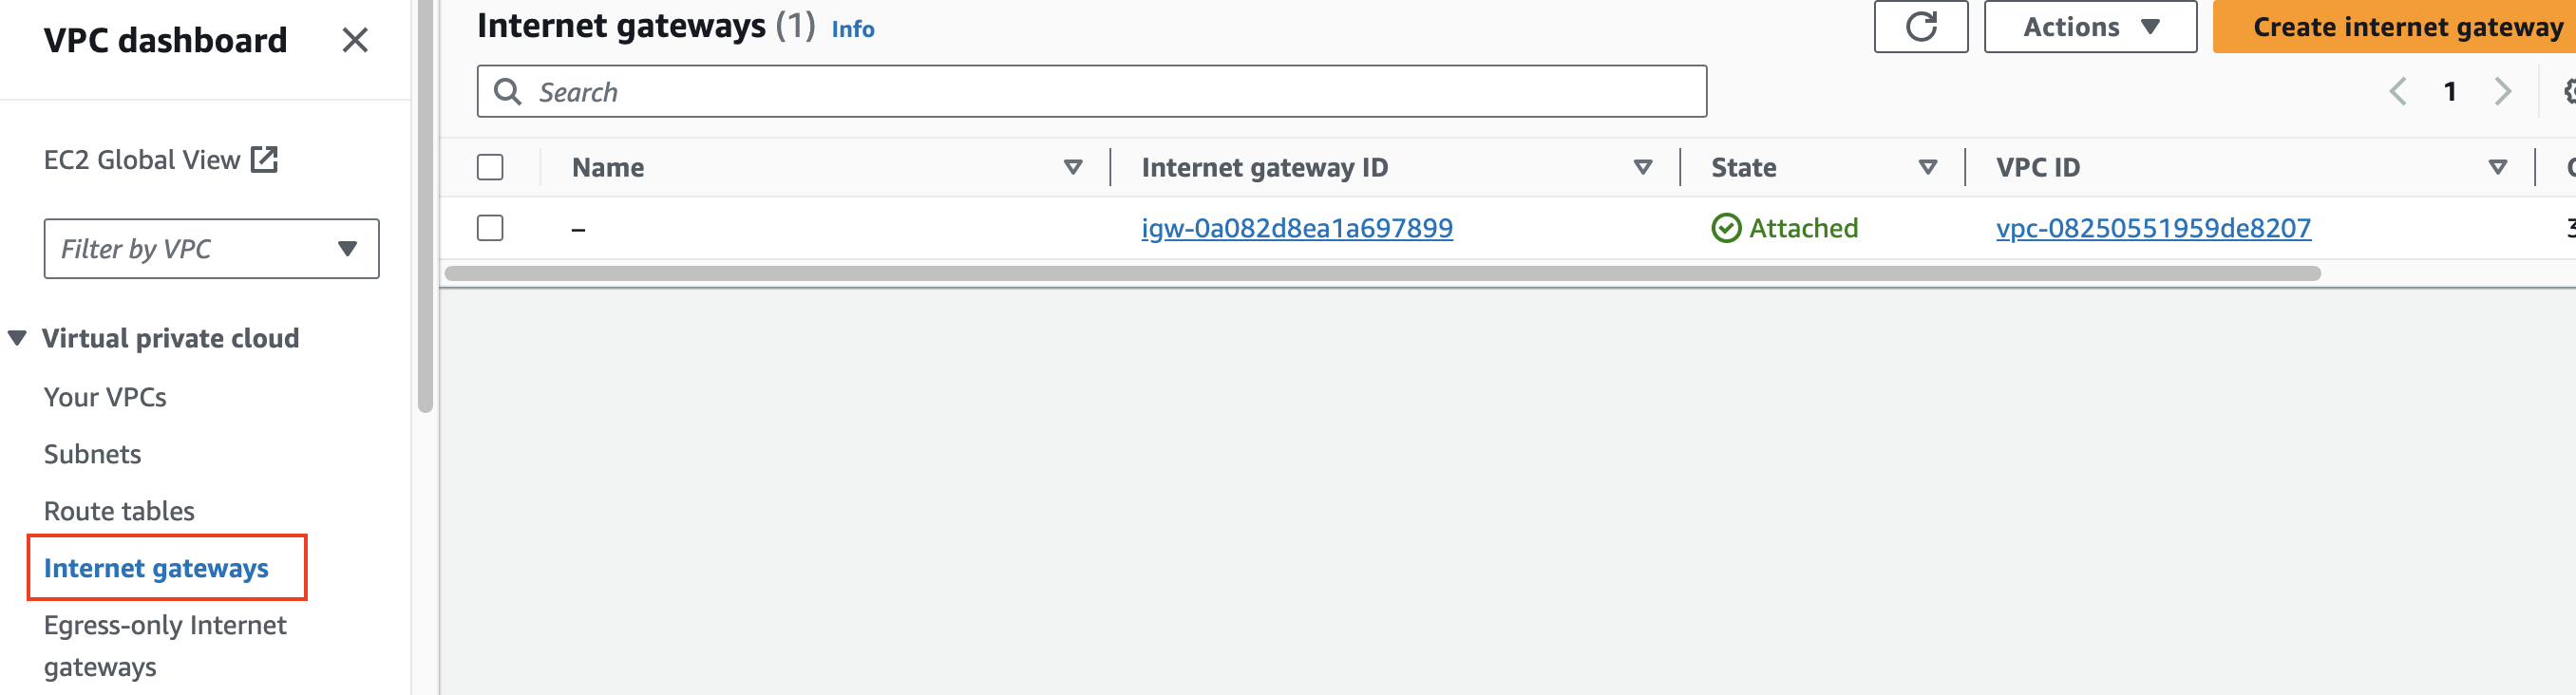 VPC dashboard
EC2 Global View
Filter by VPC
Virtual private cloud
Your VPCs
Subnets
Route tables
Internet gateways
Egress-only Internet
gateways
Internet gateways (1) Info
Actions
Create internet gateway
Search
1
Name
Internet gateway ID
State
VPC ID
–
igw-0a082d8ea1a697899
Attached
vpc-08250551959de8207